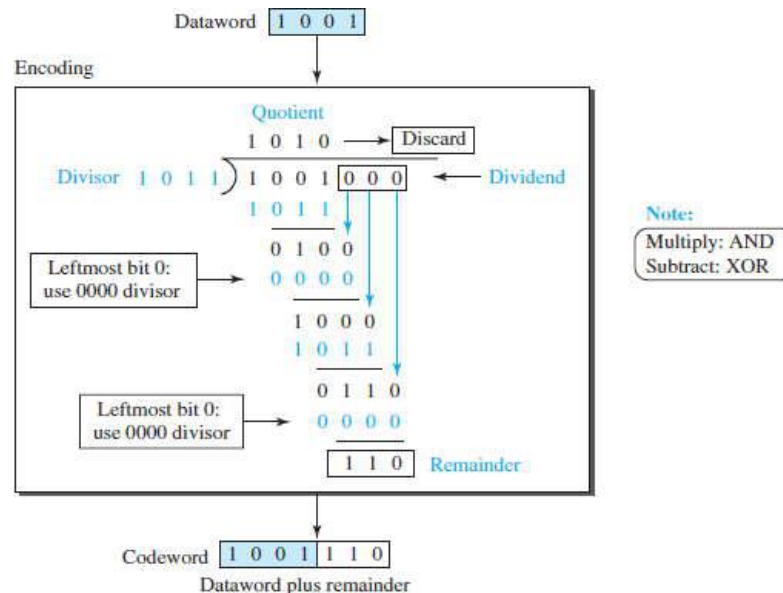 Dataword 1 0 0 1
Encoding
Quotient
1 0 1 0 Discard
Divisor 1 0 1 1 1 0 0 1 0 0 0 Dividend
1 0 1 1
0 1 0 0
Leftmost bit 0:
use 0000 divisor
0 0 0 0
1 0 0 0
1 0 1 1
0 1 1 0
Leftmost bit 0:
use 0000 divisor
0 0 0 0
1 1 0 Remainder
Note:
Multiply: AND
Subtract: XOR
Codeword 1 0 0 1 1 1 0
Dataword plus remainder